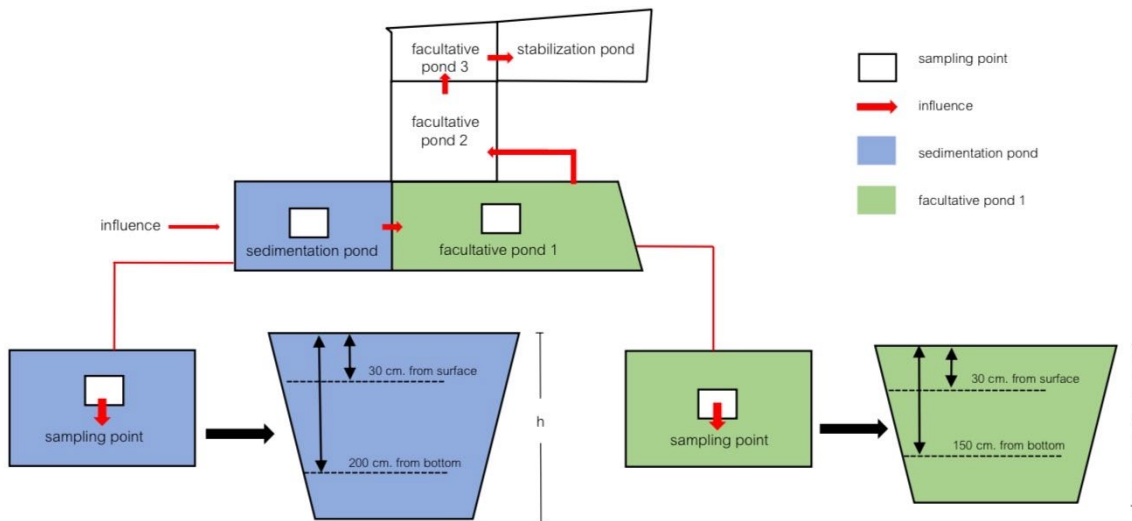 facultative
pond 3
stabilization pond
facultative
pond 2
influence
sedimentation pond
facultative pond 1
sampling point
influence
sedimentation pond
facultative pond 1
sampling point
30 cm. from surface
200 cm. from bottom
h
sampling point
30 cm. from surface
150 cm. from bottom